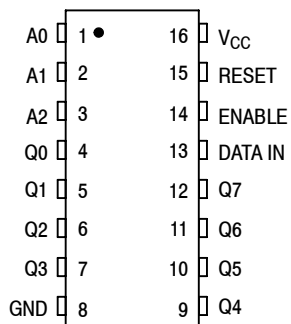 A0 1 16 VCC
A1 2 15 RESET
A2 3 14 ENABLE
Q0 4 13 DATA IN
Q1 5 12 Q7
Q2 6 11 Q6
Q3 7 10 Q5
GND 8 9 Q4